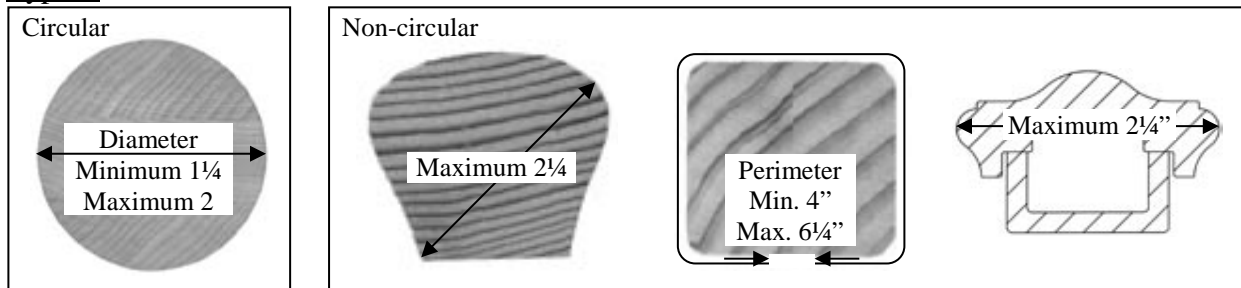 Circular
Diameter
Minimum 1¼
Maximum 2
Non-circular
Maximum 2¼
Perimeter
Min. 4”
Max. 6¼”
Maximum 2¼”